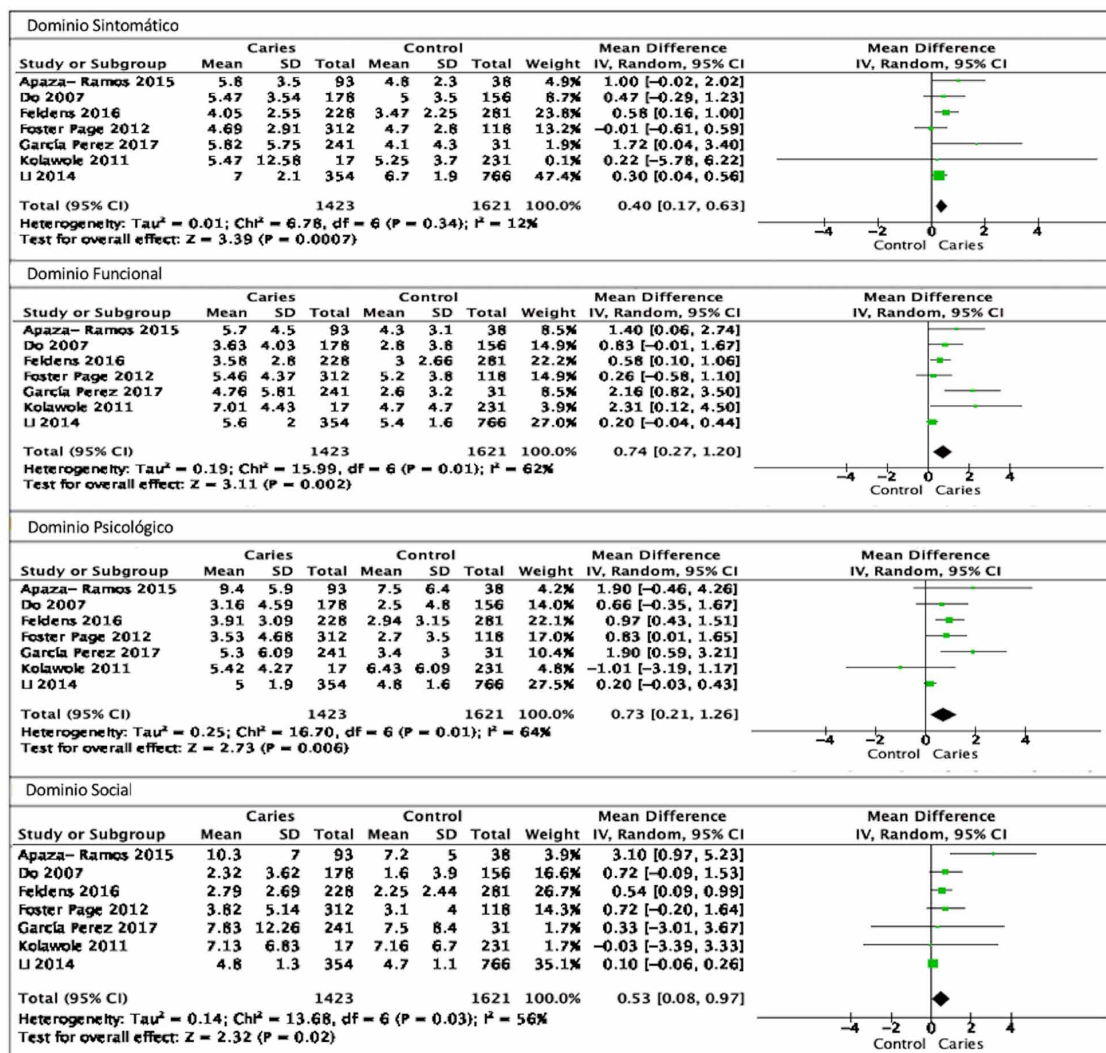 Dominio Sintomático
Caries Control Mean Difference Mean Difference
Study or Subgroup Mean SD Total Mean SD Total Weight IV, Random, 95% CI IV, Random, 95% CI
Apaza– Ramos 2015 5.8 3.5 93 4.8 2.3 38 4.9% 1.00 [–0.02, 2.02]
Do 2007 5.47 3.54 178 5 3.5 156 8.7% 0.47 [–0.29, 1.23]
Feldens 2016 4.05 2.55 228 3.47 2.25 281 23.8% 0.58 [0.16, 1.00]
Foster Page 2012 4.69 2.91 312 4.7 2.8 118 13.2% –0.01 [–0.61, 0.59]
García Perez 2017 5.82 5.75 241 4.1 4.3 31 1.9% 1.72 [0.04, 3.40]
Kolawole 2011 5.47 12.58 17 5.25 3.7 231 0.1% 0.22 [–5.78, 6.22]
LI 2014 7 2.1 354 6.7 1.9 766 47.4% 0.30 [0.04, 0.56]
Total (95% CI) 1423 1621 100.0% 0.40 [0.17, 0.63]
Heterogeneity: Tau² = 0.01; Chi² = 6.78, df = 6 (P = 0.34); I² = 12%
Test for overall effect: Z = 3.39 (P = 0.0007)
–4 –2 0 2 4
Control Caries
Dominio Funcional
Caries Control Mean Difference Mean Difference
Study or Subgroup Mean SD Total Mean SD Total Weight IV, Random, 95% CI IV, Random, 95% CI
Apaza– Ramos 2015 5.7 4.5 93 4.3 3.1 38 8.5% 1.40 [0.06, 2.74]
Do 2007 3.63 4.03 178 2.8 3.8 156 14.9% 0.83 [–0.01, 1.67]
Feldens 2016 3.58 2.8 228 3 2.66 281 22.2% 0.58 [0.10, 1.06]
Foster Page 2012 5.46 4.37 312 5.2 3.8 118 14.9% 0.26 [–0.58, 1.10]
García Perez 2017 4.76 5.81 241 2.6 3.2 31 8.5% 2.16 [0.82, 3.50]
Kolawole 2011 7.01 4.43 17 4.7 4.7 231 3.9% 2.31 [0.12, 4.50]
LI 2014 5.6 2 354 5.4 1.6 766 27.0% 0.20 [–0.04, 0.44]
Total (95% CI) 1423 1621 100.0% 0.74 [0.27, 1.20]
Heterogeneity: Tau² = 0.19; Chi² = 15.99, df = 6 (P = 0.01); I² = 62%
Test for overall effect: Z = 3.11 (P = 0.002)
–4 –2 0 2 4
Control Caries
Dominio Psicológico
Caries Control Mean Difference Mean Difference
Study or Subgroup Mean SD Total Mean SD Total Weight IV, Random, 95% CI IV, Random, 95% CI
Apaza– Ramos 2015 9.4 5.9 93 7.5 6.4 38 4.2% 1.90 [–0.46, 4.26]
Do 2007 3.16 4.59 178 2.5 4.8 156 14.0% 0.66 [–0.35, 1.67]
Feldens 2016 3.91 3.09 228 2.94 3.15 281 22.1% 0.97 [0.43, 1.51]
Foster Page 2012 3.53 4.68 312 2.7 3.5 118 17.0% 0.83 [0.01, 1.65]
García Perez 2017 5.3 6.09 241 3.4 3 31 10.4% 1.90 [0.59, 3.21]
Kolawole 2011 5.42 4.27 17 6.43 6.09 231 4.8% –1.01 [–3.19, 1.17]
LI 2014 5 1.9 354 4.8 1.6 766 27.5% 0.20 [–0.03, 0.43]
Total (95% CI) 1423 1621 100.0% 0.73 [0.21, 1.26]
Heterogeneity: Tau² = 0.25; Chi² = 16.70, df = 6 (P = 0.01); I² = 64%
Test for overall effect: Z = 2.73 (P = 0.006)
–4 –2 0 2 4
Control Caries
Dominio Social
Caries Control Mean Difference Mean Difference
Study or Subgroup Mean SD Total Mean SD Total Weight IV, Random, 95% CI IV, Random, 95% CI
Apaza– Ramos 2015 10.3 7 93 7.2 5 38 3.9% 3.10 [0.97, 5.23]
Do 2007 2.32 3.62 178 1.6 3.9 156 16.6% 0.72 [–0.09, 1.53]
Feldens 2016 2.79 2.69 228 2.25 2.44 281 26.7% 0.54 [0.09, 0.99]
Foster Page 2012 3.82 5.14 312 3.1 4 118 14.3% 0.72 [–0.20, 1.64]
García Perez 2017 7.83 12.26 241 7.5 8.4 31 1.7% 0.33 [–3.01, 3.67]
Kolawole 2011 7.13 6.83 17 7.16 6.7 231 1.7% –0.03 [–3.39, 3.33]
LI 2014 4.8 1.3 354 4.7 1.1 766 35.1% 0.10 [–0.06, 0.26]
Total (95% CI) 1423 1621 100.0% 0.53 [0.08, 0.97]
Heterogeneity: Tau² = 0.14; Chi² = 13.68, df = 6 (P = 0.03); I² = 56%
Test for overall effect: Z = 2.32 (P = 0.02)
–4 –2 0 2 4
Control Caries